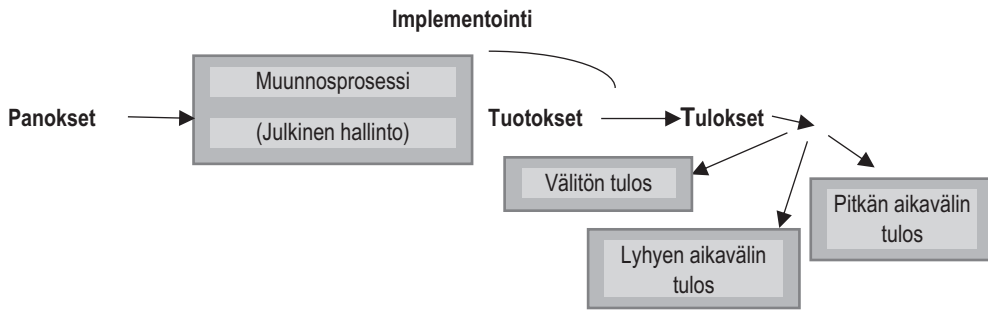 Implementointi
Panokset
Muunnosprosessi
(Julkinen hallinto)
Tuotokset
Tulokset
Välitön tulos
Lyhyen aikavälin
tulos
Pitkän aikavälin
tulos